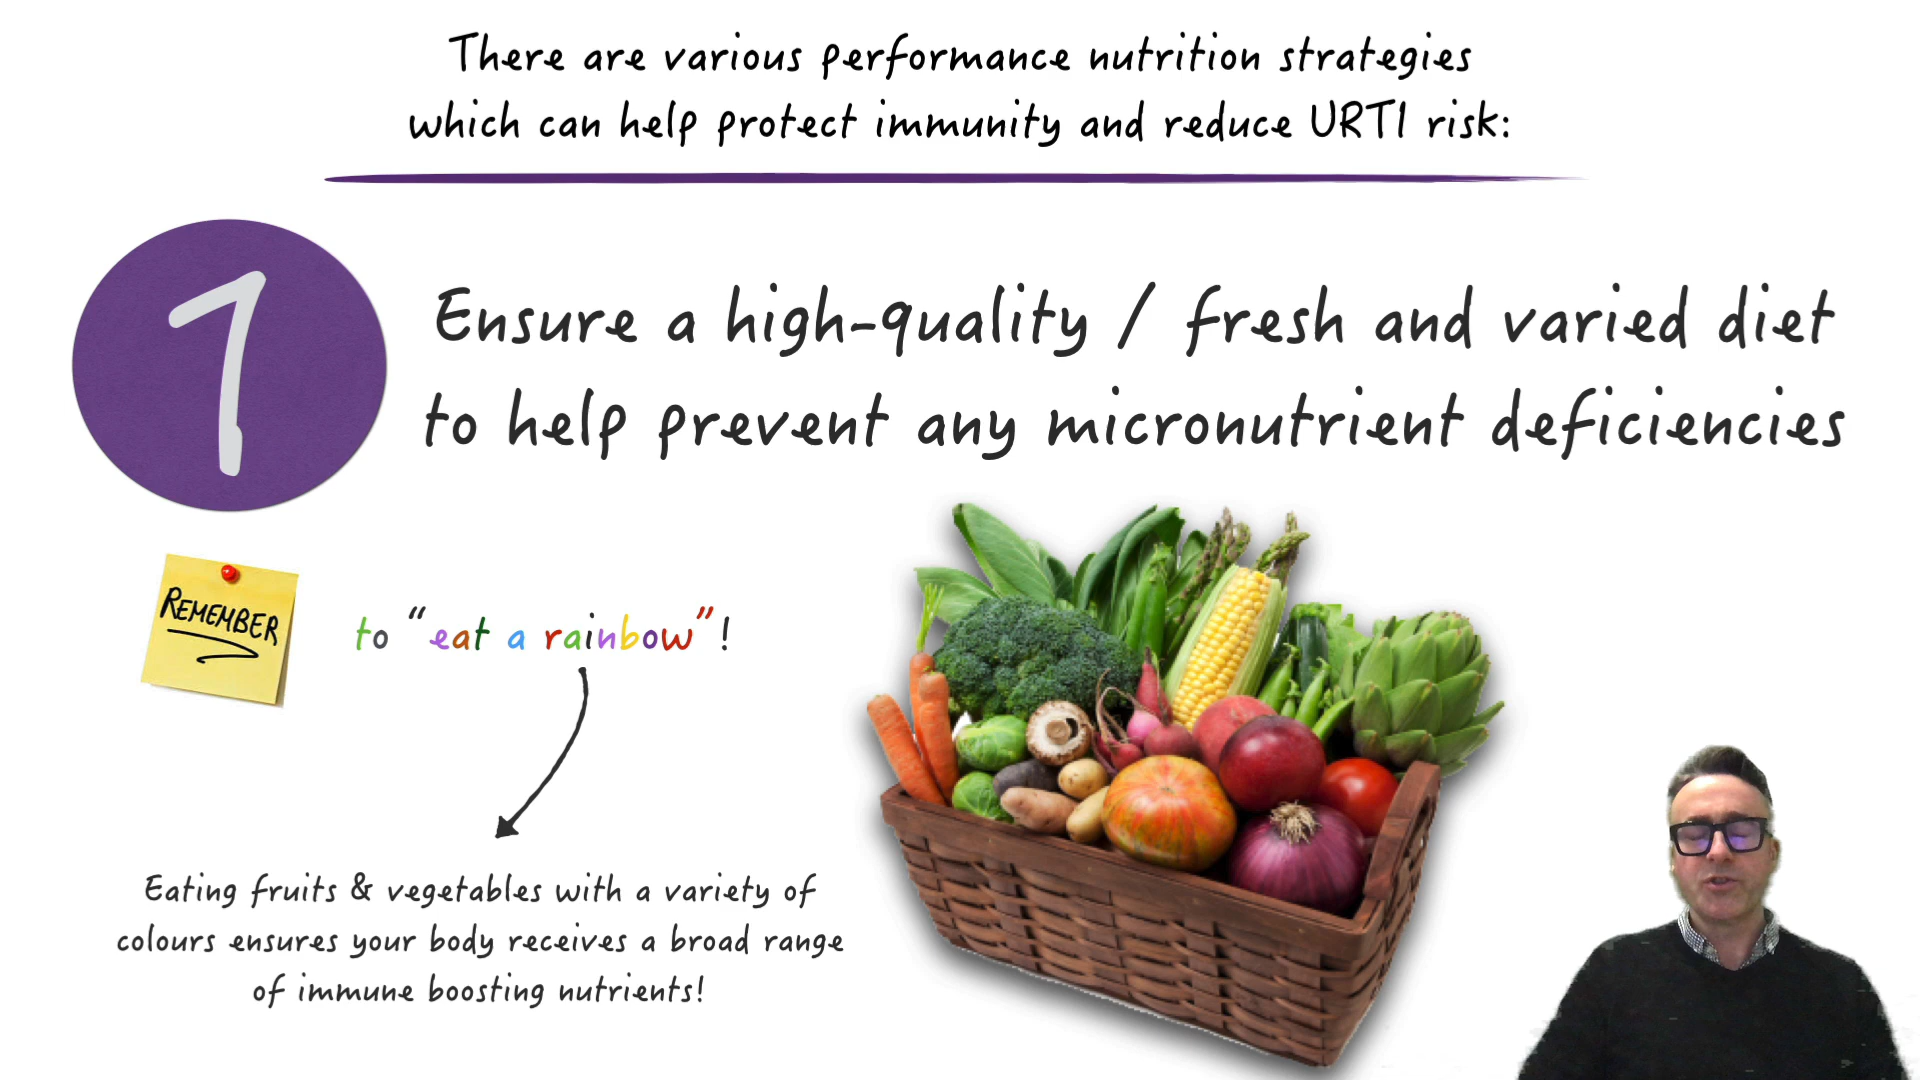 There are various performance nutrition strategies
which can help protect immunity and reduce URTI risk:
1
Ensure a high-quality / fresh and varied diet
to help prevent any micronutrient deficiencies
REMEMBER
to “eat a rainbow”!
Eating fruits & vegetables with a variety of
colours ensures your body receives a broad range
of immune boosting nutrients!